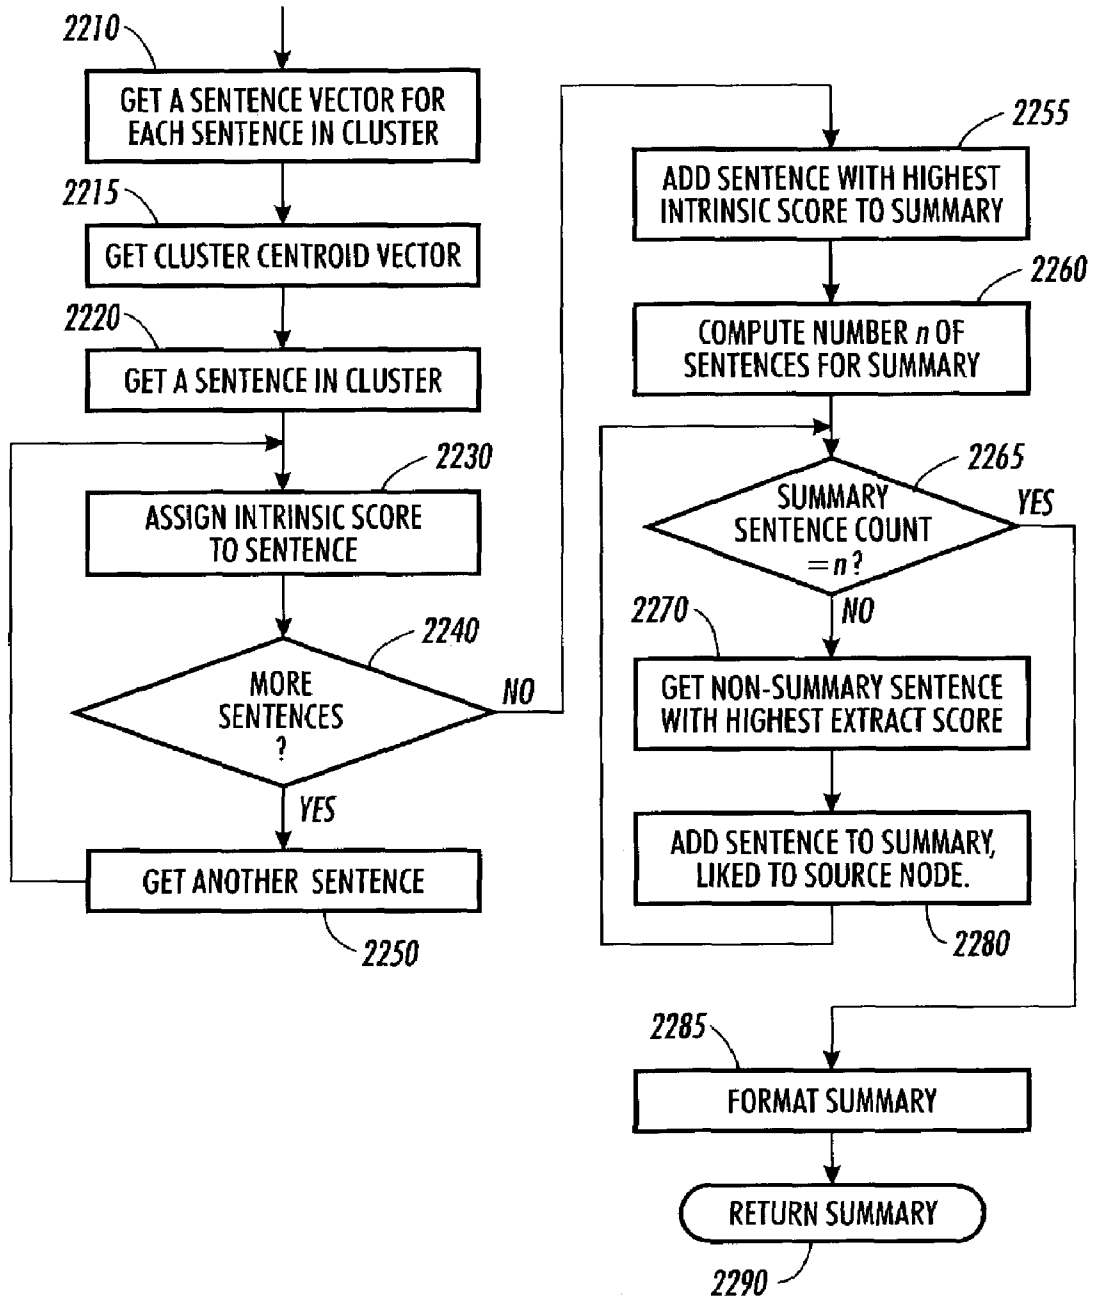 2210
GET A SENTENCE VECTOR FOR
EACH SENTENCE IN CLUSTER
2215
GET CLUSTER CENTROID VECTOR
2220
GET A SENTENCE IN CLUSTER
2230
ASSIGN INTRINSIC SCORE
TO SENTENCE
2240
MORE
SENTENCES
?
NO
YES
GET ANOTHER SENTENCE
2250
2255
ADD SENTENCE WITH HIGHEST
INTRINSIC SCORE TO SUMMARY
2260
COMPUTE NUMBER n OF
SENTENCES FOR SUMMARY
2265
SUMMARY
SENTENCE COUNT
=n?
YES
NO
2270
GET NON-SUMMARY SENTENCE
WITH HIGHEST EXTRACT SCORE
ADD SENTENCE TO SUMMARY,
LIKED TO SOURCE NODE.
2280
2285
FORMAT SUMMARY
RETURN SUMMARY
2290